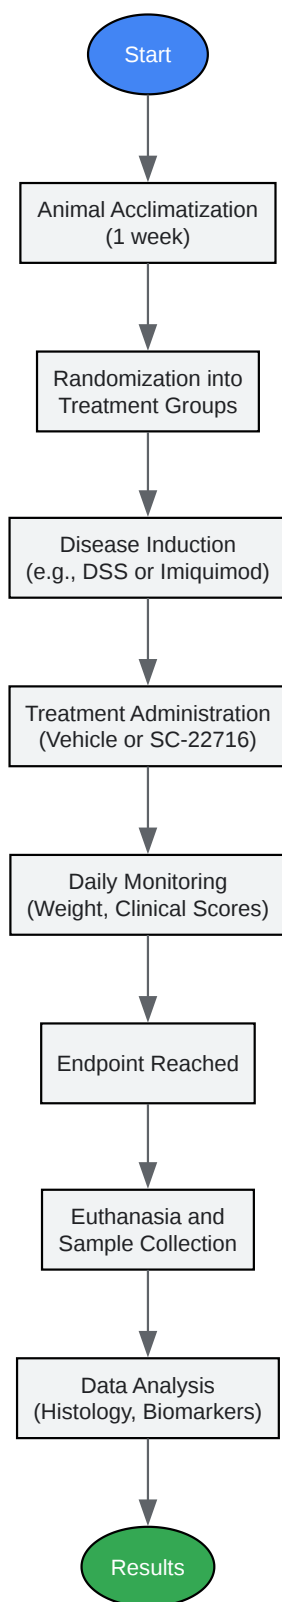 Start
Animal Acclimatization
(1 week)
Randomization into
Treatment Groups
Disease Induction
(e.g., DSS or Imiquimod)
Treatment Administration
(Vehicle or SC-22716)
Daily Monitoring
(Weight, Clinical Scores)
Endpoint Reached
Euthanasia and
Sample Collection
Data Analysis
(Histology, Biomarkers)
Results